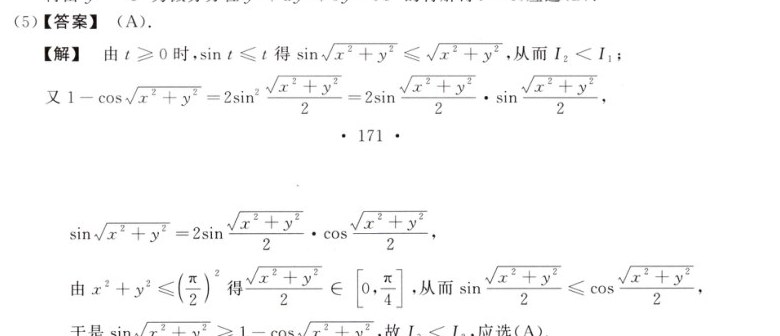 (5)【答案】 (A).
【解】 由 t ≥ 0 时,sin t ≤ t 得 sin√(x² + y²) ≤ √(x² + y²),从而 I₂ < I₁;
又 1 − cos√(x² + y²) = 2sin² √(x² + y²)/2 = 2sin √(x² + y²)/2 · sin √(x² + y²)/2,
· 171 ·
sin√(x² + y²) = 2sin √(x² + y²)/2 · cos √(x² + y²)/2,
由 x² + y² ≤ (π/2)² 得 √(x² + y²)/2 ∈ [0, π/4],从而 sin √(x² + y²)/2 ≤ cos √(x² + y²)/2,
于是 sin√(x² + y²) ≥ 1 − cos√(x² + y²),故 I₃ < I₂,应选(A).